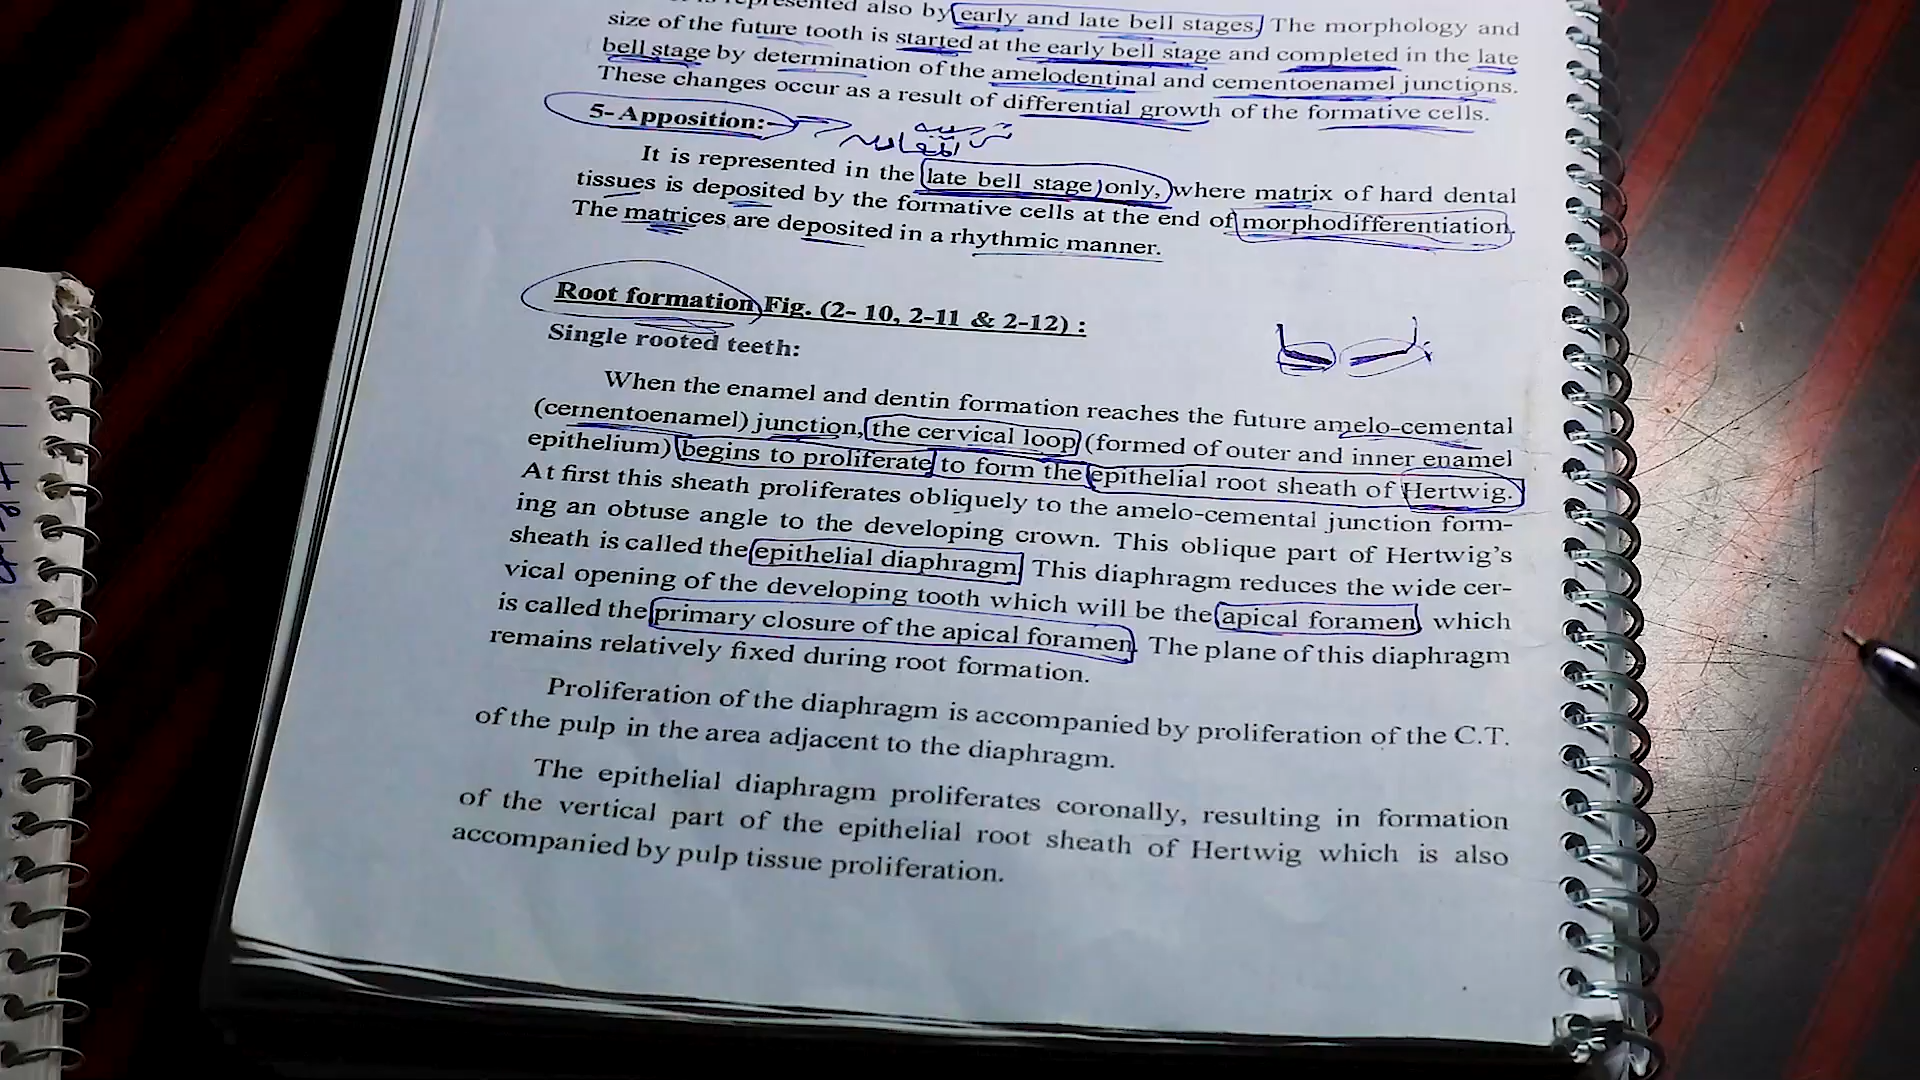 represented also by early and late bell stages. The morphology and
size of the future tooth is started at the early bell stage and completed in the late
bell stage by determination of the amelodentinal and cementoenamel junctions.
These changes occur as a result of differential growth of the formative cells.
5- Apposition:-
It is represented in the late bell stage only, where matrix of hard dental
tissues is deposited by the formative cells at the end of morphodifferentiation.
The matrices are deposited in a rhythmic manner.
Root formation Fig. (2- 10, 2-11 & 2-12) :
Single rooted teeth:
When the enamel and dentin formation reaches the future amelo-cemental
(cementoenamel) junction, the cervical loop (formed of outer and inner enamel
epithelium) begins to proliferate to form the epithelial root sheath of Hertwig.
At first this sheath proliferates obliquely to the amelo-cemental junction form-
ing an obtuse angle to the developing crown. This oblique part of Hertwig's
sheath is called the epithelial diaphragm. This diaphragm reduces the wide cer-
vical opening of the developing tooth which will be the apical foramen, which
is called the primary closure of the apical foramen. The plane of this diaphragm
remains relatively fixed during root formation.
Proliferation of the diaphragm is accompanied by proliferation of the C.T.
of the pulp in the area adjacent to the diaphragm.
The epithelial diaphragm proliferates coronally, resulting in formation
of the vertical part of the epithelial root sheath of Hertwig which is also
accompanied by pulp tissue proliferation.